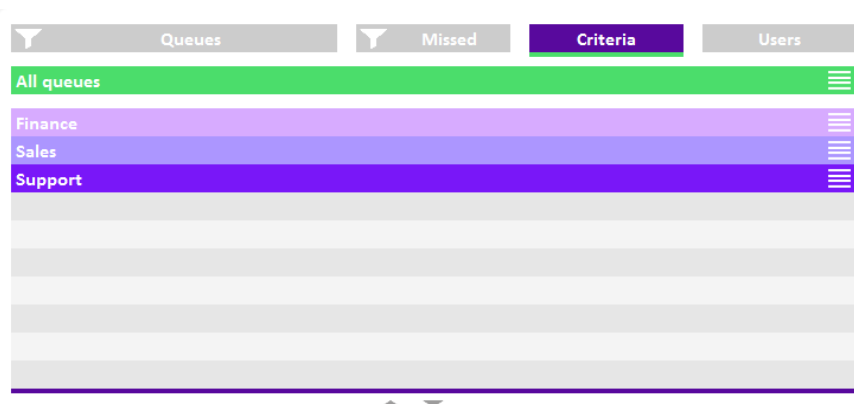 Queues Missed Criteria Users
All queues
Finance
Sales
Support